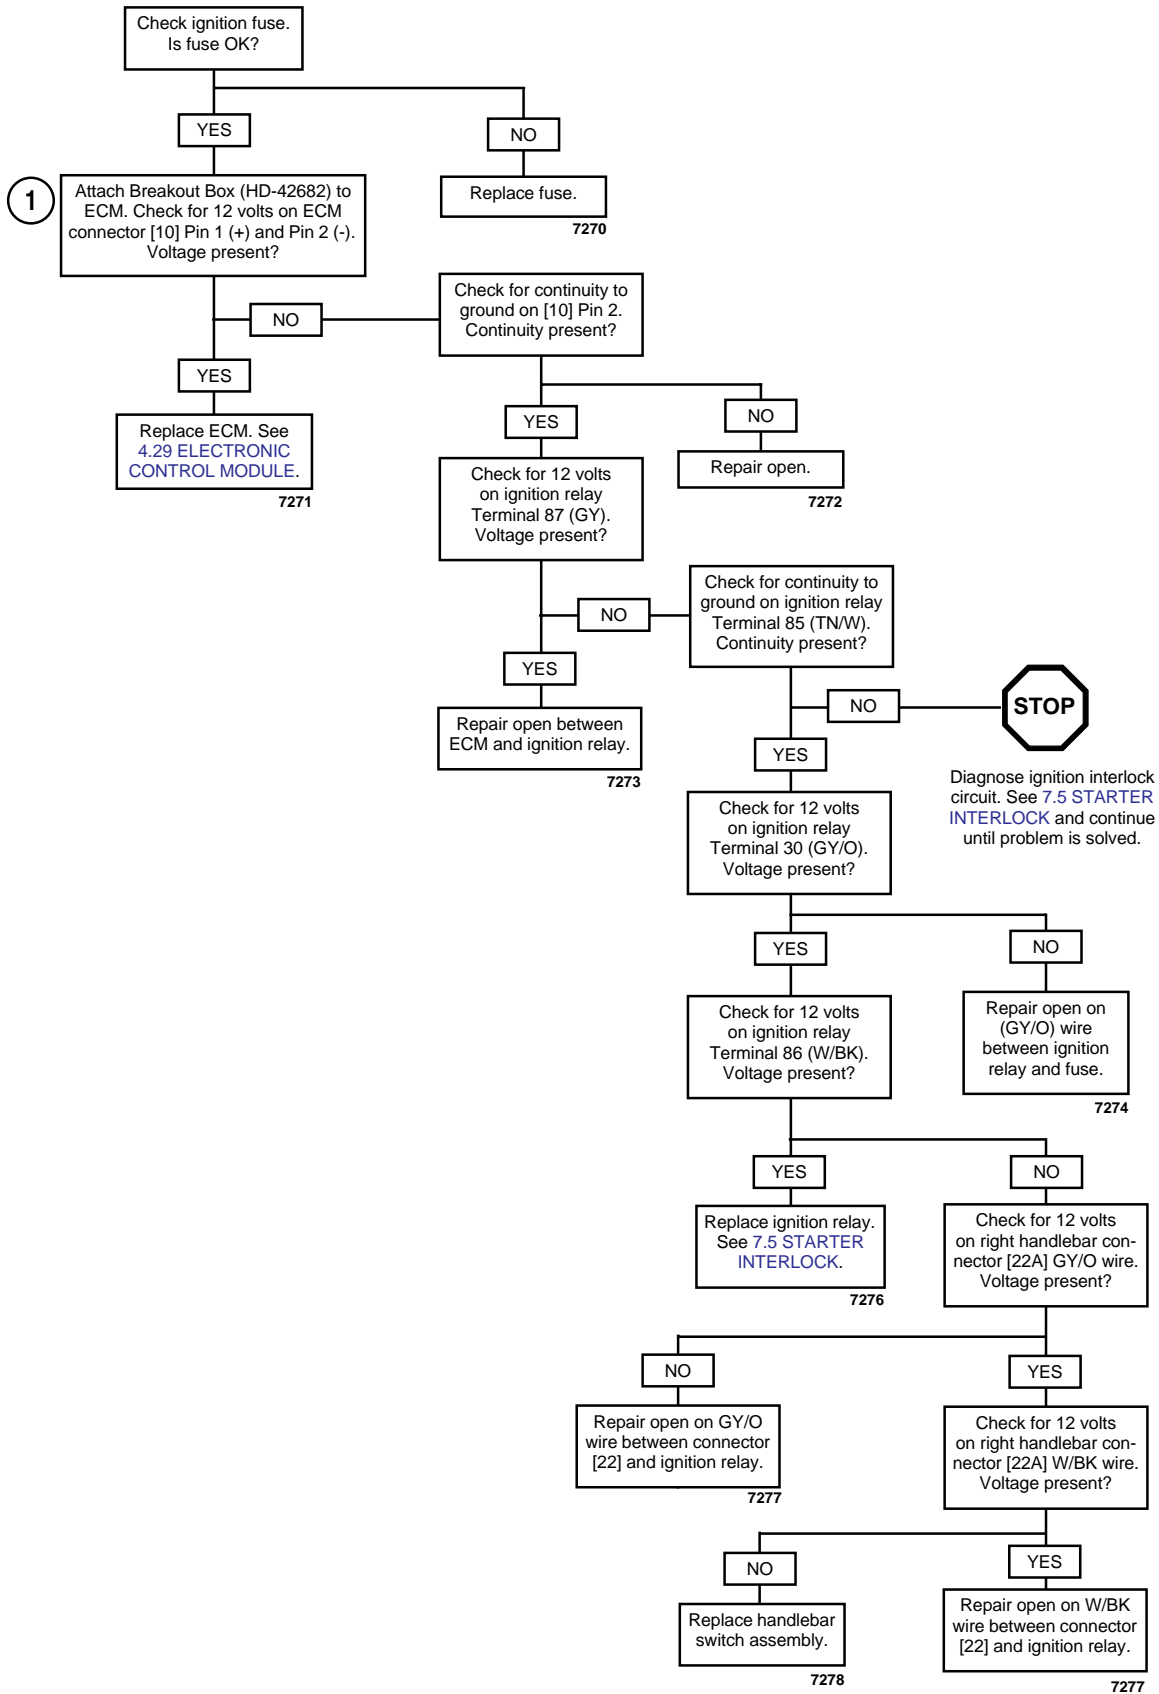 Check ignition fuse.
Is fuse OK?
YES
NO
1
Attach Breakout Box (HD-42682) to
ECM. Check for 12 volts on ECM
connector [10] Pin 1 (+) and Pin 2 (-).
Voltage present?
Replace fuse.
7270
NO
Check for continuity to
ground on [10] Pin 2.
Continuity present?
YES
Replace ECM. See
4.29 ELECTRONIC
CONTROL MODULE.
7271
YES
NO
Check for 12 volts
on ignition relay
Terminal 87 (GY).
Voltage present?
Repair open.
7272
NO
Check for continuity to
ground on ignition relay
Terminal 85 (TN/W).
Continuity present?
YES
Repair open between
ECM and ignition relay.
7273
NO
STOP
Diagnose ignition interlock
circuit. See 7.5 STARTER
INTERLOCK and continue
until problem is solved.
YES
Check for 12 volts
on ignition relay
Terminal 30 (GY/O).
Voltage present?
YES
NO
Check for 12 volts
on ignition relay
Terminal 86 (W/BK).
Voltage present?
Repair open on
(GY/O) wire
between ignition
relay and fuse.
7274
YES
NO
Replace ignition relay.
See 7.5 STARTER
INTERLOCK.
7276
Check for 12 volts
on right handlebar con-
nector [22A] GY/O wire.
Voltage present?
NO
YES
Repair open on GY/O
wire between connector
[22] and ignition relay.
7277
Check for 12 volts
on right handlebar con-
nector [22A] W/BK wire.
Voltage present?
NO
YES
Replace handlebar
switch assembly.
7278
Repair open on W/BK
wire between connector
[22] and ignition relay.
7277